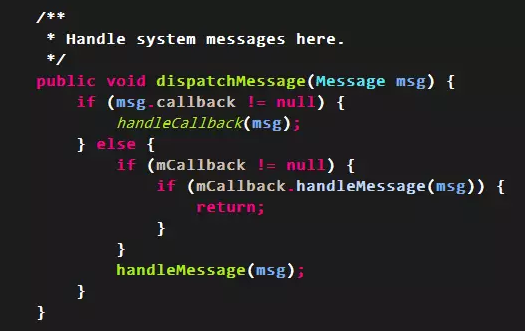 /**
 * Handle system messages here.
 */
public void dispatchMessage(Message msg) {
    if (msg.callback != null) {
        handleCallback(msg);
    } else {
        if (mCallback != null) {
            if (mCallback.handleMessage(msg)) {
                return;
            }
        }
        handleMessage(msg);
    }
}